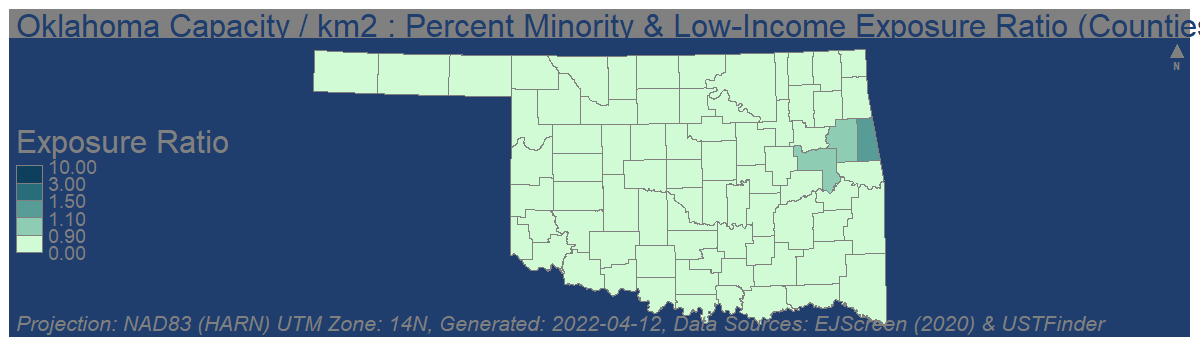 Oklahoma Capacity / km2 : Percent Minority & Low-Income Exposure Ratio (Counties
N
Exposure Ratio
10.00
3.00
1.50
1.10
0.90
0.00
Projection: NAD83 (HARN) UTM Zone: 14N, Generated: 2022-04-12, Data Sources: EJScreen (2020) & USTFinder